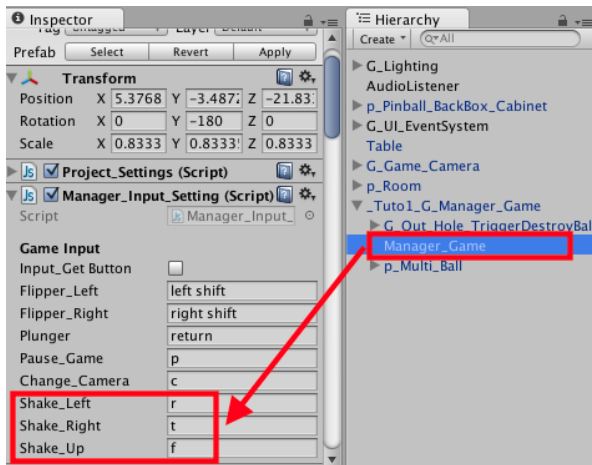 Inspector
Prefab Select Revert Apply
Transform
Position X 5.3768 Y -3.487 Z -21.83
Rotation X 0 Y -180 Z 0
Scale X 0.8333 Y 0.8333 Z 0.8333
Js Project_Settings (Script)
Js Manager_Input_Setting (Script)
Script Js Manager_Input_
Game Input
Input_Get Button
Flipper_Left left shift
Flipper_Right right shift
Plunger return
Pause_Game p
Change_Camera c
Shake_Left r
Shake_Right t
Shake_Up f
Hierarchy
Create All
G_Lighting
AudioListener
p_Pinball_BackBox_Cabinet
G_UI_EventSystem
Table
G_Game_Camera
p_Room
_Tuto1_G_Manager_Game
G_Out_Hole_TriggerDestroyBal
Manager_Game
p_Multi_Ball